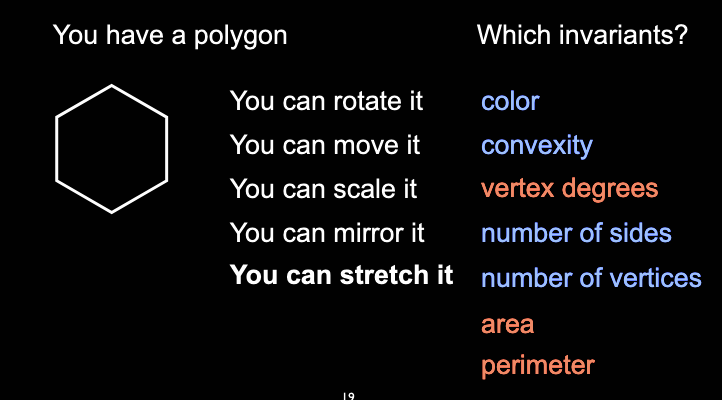 You have a polygon
Which invariants?
You can rotate it
color
You can move it
convexity
You can scale it
vertex degrees
You can mirror it
number of sides
You can stretch it
number of vertices
area
perimeter
19